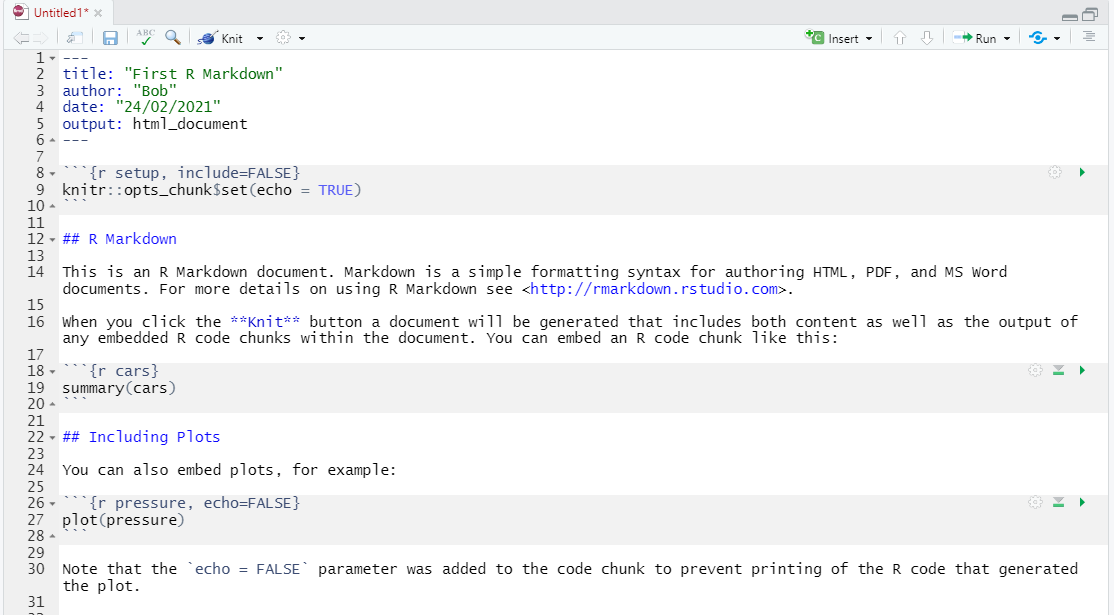 Untitled1*
ABC Knit Insert Run
1 ---
2 title: "First R Markdown"
3 author: "Bob"
4 date: "24/02/2021"
5 output: html_document
6 ---
7
8 ```{r setup, include=FALSE}
9 knitr::opts_chunk$set(echo = TRUE)
10 ```
11
12 ## R Markdown
13
14 This is an R Markdown document. Markdown is a simple formatting syntax for authoring HTML, PDF, and MS Word
documents. For more details on using R Markdown see <http://rmarkdown.rstudio.com>.
15
16 When you click the **Knit** button a document will be generated that includes both content as well as the output of
any embedded R code chunks within the document. You can embed an R code chunk like this:
17
18 ```{r cars}
19 summary(cars)
20 ```
21
22 ## Including Plots
23
24 You can also embed plots, for example:
25
26 ```{r pressure, echo=FALSE}
27 plot(pressure)
28 ```
29
30 Note that the `echo = FALSE` parameter was added to the code chunk to prevent printing of the R code that generated
the plot.
31